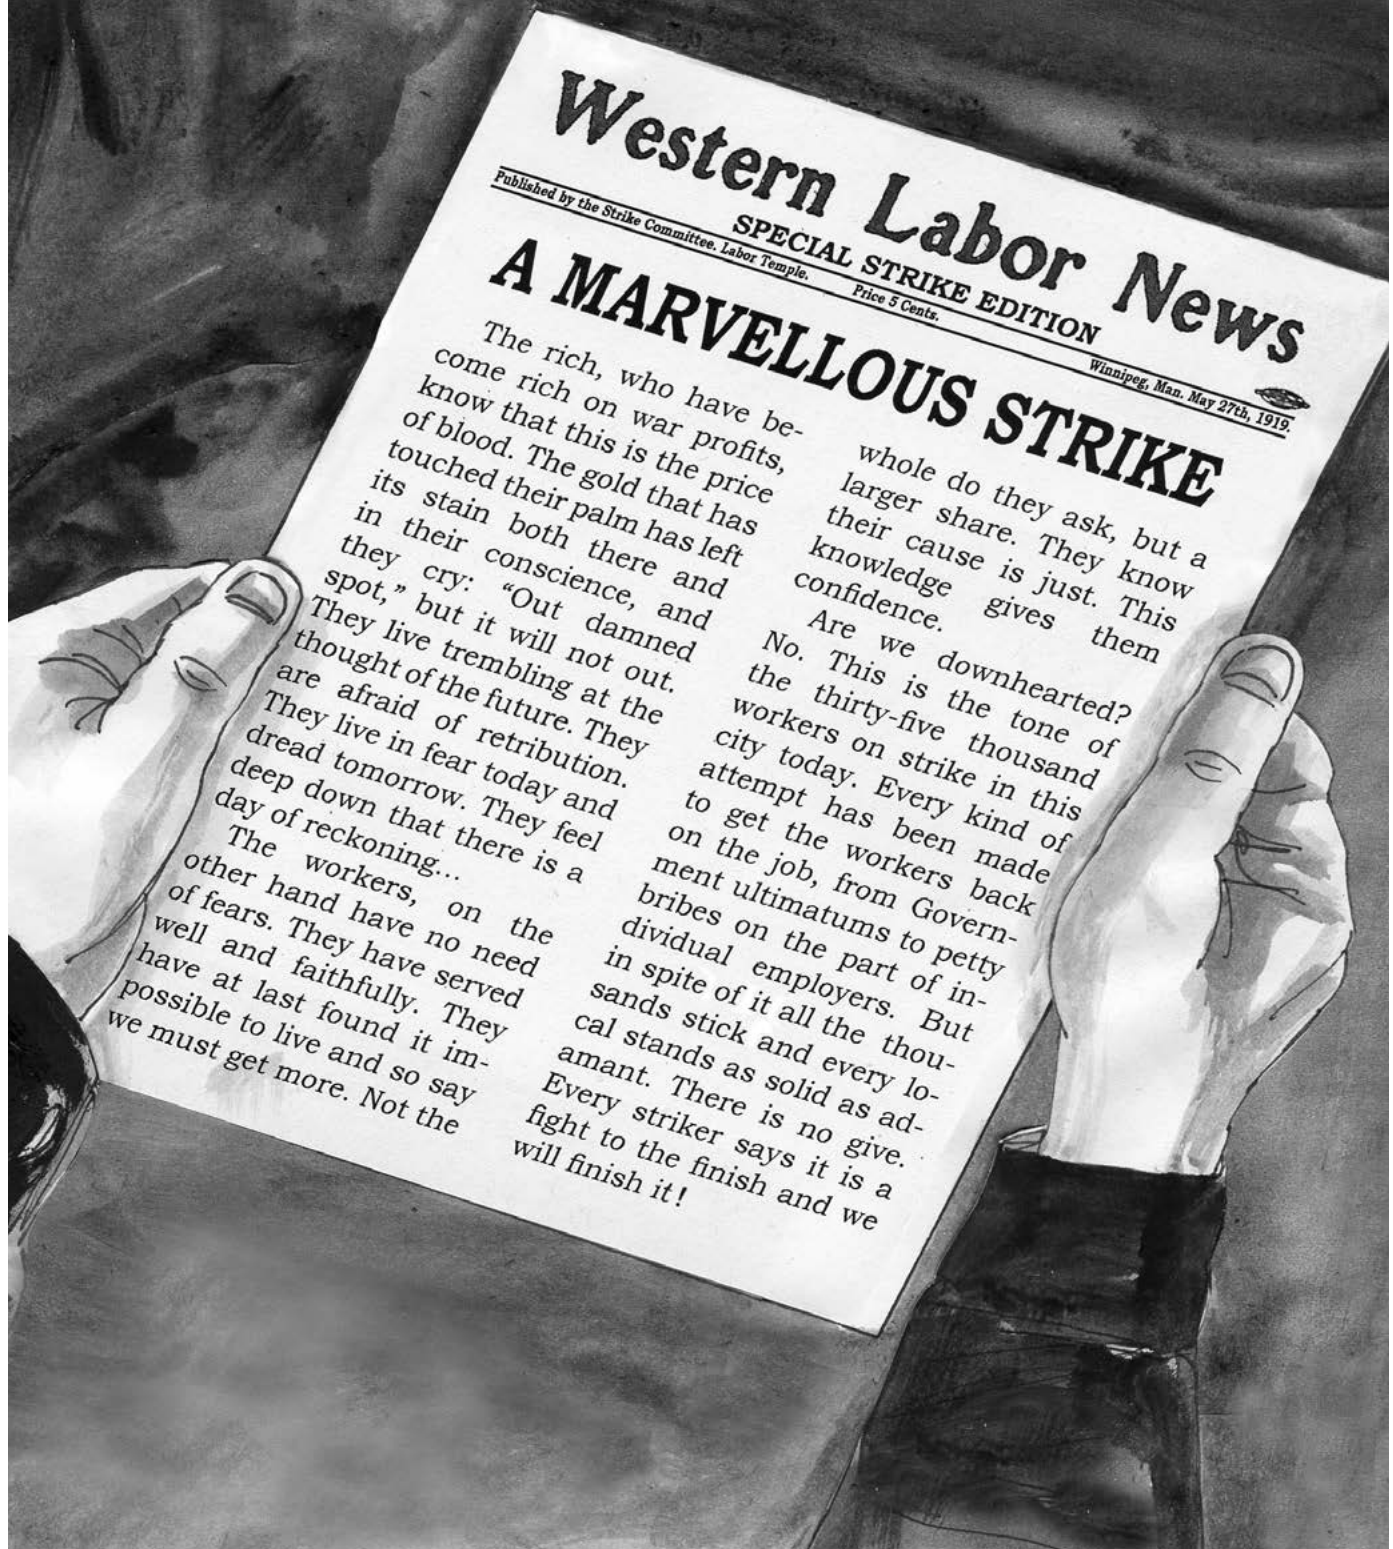 Western Labor News
SPECIAL STRIKE EDITION
Published by the Strike Committee. Labor Temple. Price 5 Cents. Winnipeg, Man. May 27th, 1919.
A MARVELLOUS STRIKE
The rich, who have be-
come rich on war profits,
know that this is the price
of blood. The gold that has
touched their palm has left
its stain both there and
in their conscience, and
they cry: “Out damned
spot,” but it will not out.
They live trembling at the
thought of the future. They
are afraid of retribution.
They live in fear today and
dread tomorrow. They feel
deep down that there is a
day of reckoning...
The workers, on the
other hand have no need
of fears. They have served
well and faithfully. They
have at last found it im-
possible to live and so say
we must get more. Not the
whole do they ask, but a
larger share. They know
their cause is just. This
knowledge gives them
confidence.
Are we downhearted?
No. This is the tone of
the thirty-five thousand
workers on strike in this
city today. Every kind of
attempt has been made
to get the workers back
on the job, from Govern-
ment ultimatums to petty
bribes on the part of in-
dividual employers. But
in spite of it all the thou-
sands stick and every lo-
cal stands as solid as ad-
amant. There is no give.
Every striker says it is a
fight to the finish and we
will finish it!